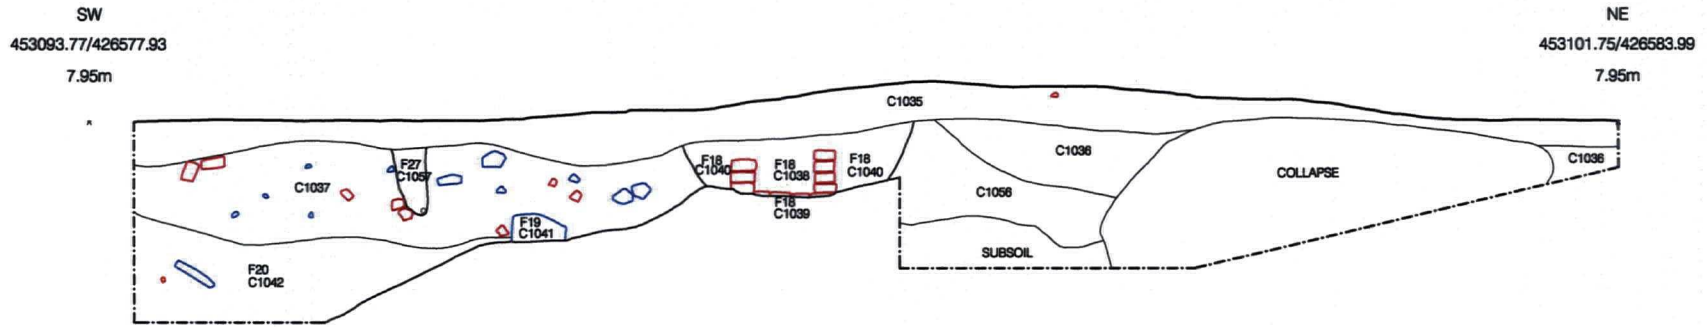 SW
453093.77/426577.93
7.95m
NE
453101.75/426583.99
7.95m
C1035
F27
C1057
C1037
F18
C1040
F18
C1038
F18
C1040
F18
C1039
C1036
C1056
COLLAPSE
C1036
F19
C1041
SUBSOIL
F20
C1042